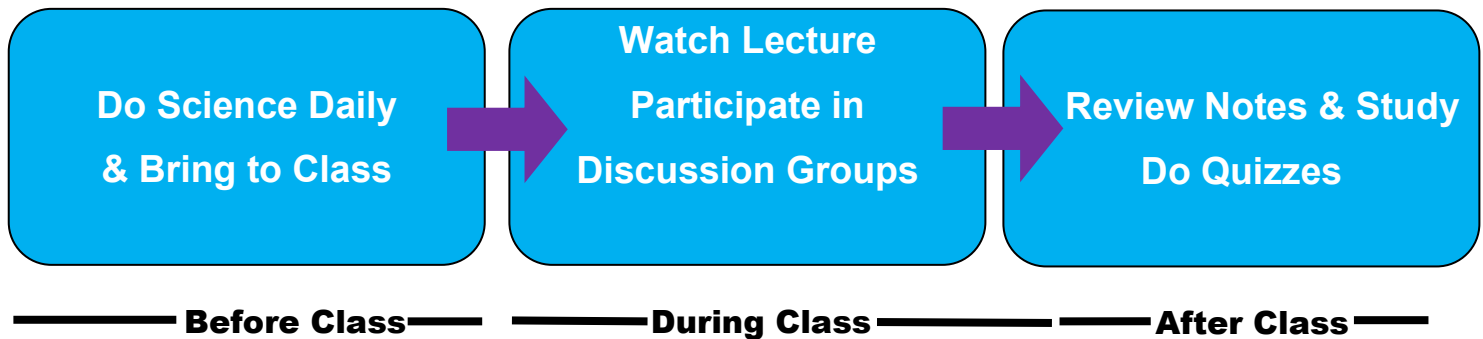 Do Science Daily
& Bring to Class
Watch Lecture
Participate in
Discussion Groups
Review Notes & Study
Do Quizzes
Before Class
During Class
After Class